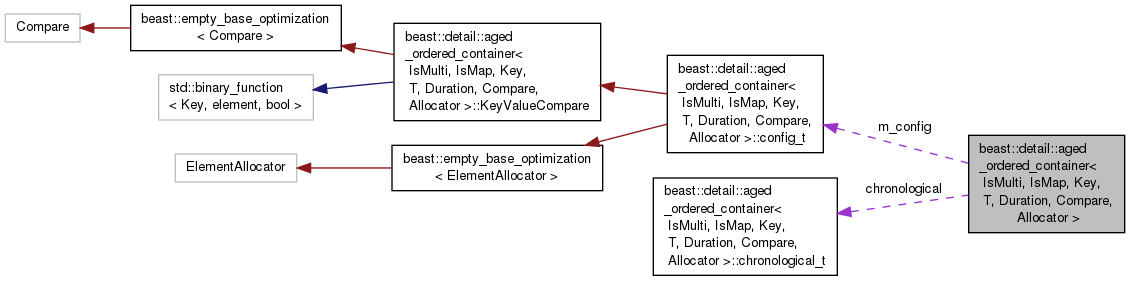 Compare
beast::empty_base_optimization
< Compare >
std::binary_function
< Key, element, bool >
ElementAllocator
beast::detail::aged
_ordered_container<
IsMulti, IsMap, Key,
T, Duration, Compare,
Allocator >::KeyValueCompare
beast::empty_base_optimization
< ElementAllocator >
beast::detail::aged
_ordered_container<
IsMulti, IsMap, Key,
T, Duration, Compare,
Allocator >::config_t
beast::detail::aged
_ordered_container<
IsMulti, IsMap, Key,
T, Duration, Compare,
Allocator >::chronological_t
m_config
chronological
beast::detail::aged
_ordered_container<
IsMulti, IsMap, Key,
T, Duration, Compare,
Allocator >